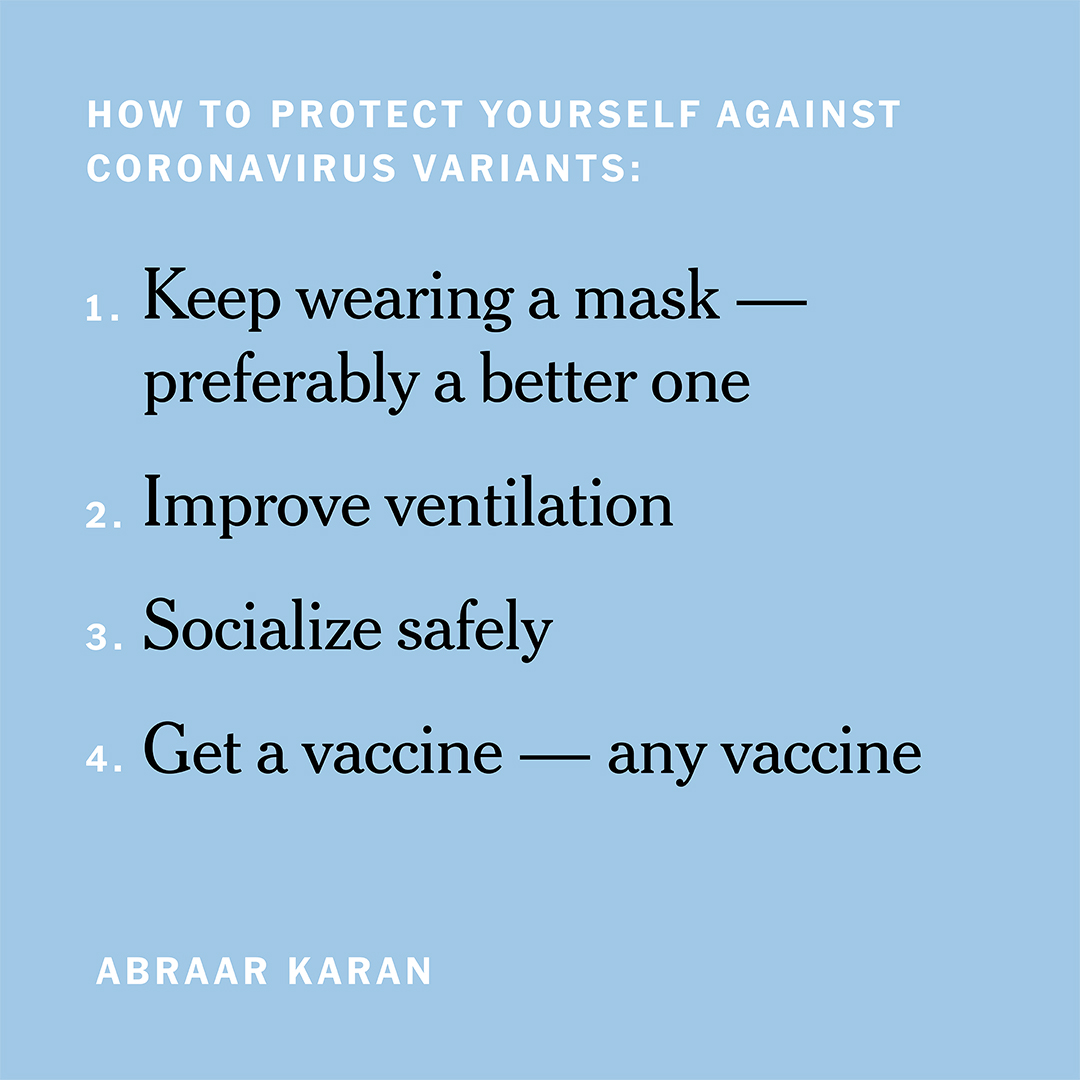 HOW TO PROTECT YOURSELF AGAINST
CORONAVIRUS VARIANTS:
1. Keep wearing a mask —
preferably a better one
2. Improve ventilation
3. Socialize safely
4. Get a vaccine — any vaccine
ABRAAR KARAN